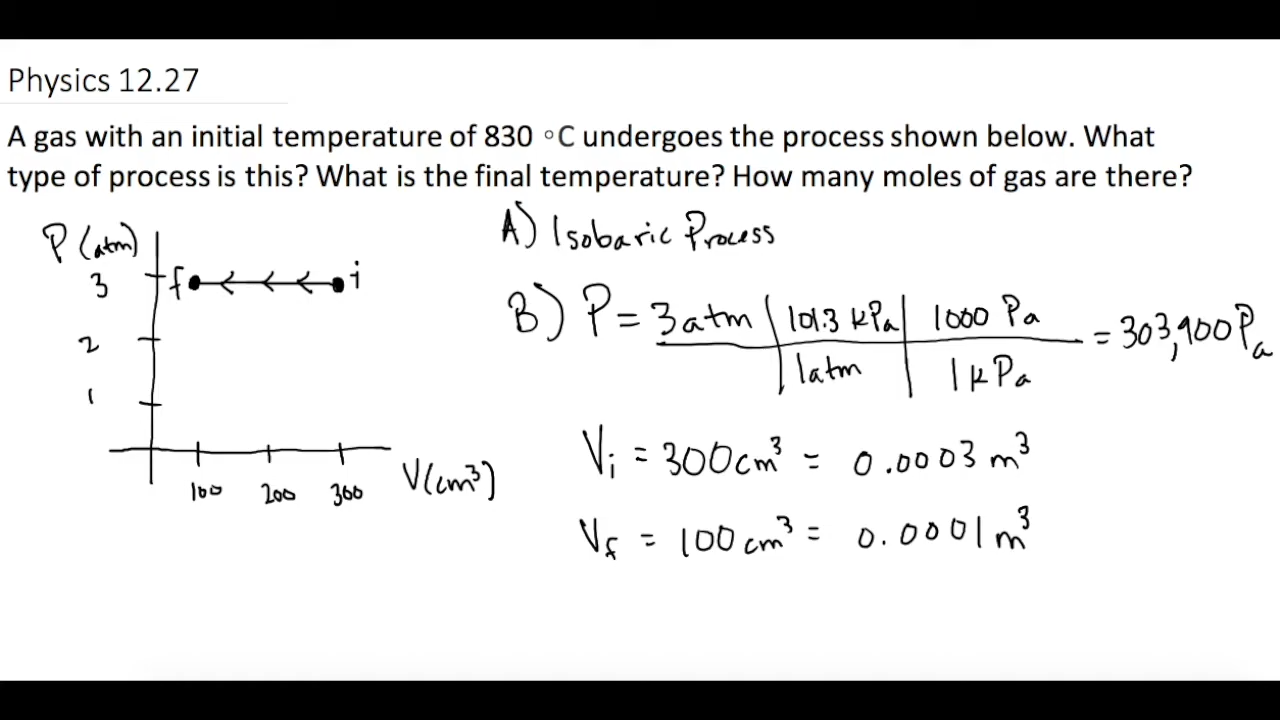 Physics 12.27
A gas with an initial temperature of 830 °C undergoes the process shown below. What
type of process is this? What is the final temperature? How many moles of gas are there?
A) Isobaric Process
P (atm)
3 f i
2
1
100 200 300 V(cm³)
B) P = 3 atm | 101.3 kPa | 1000 Pa = 303,900 Pa
1 atm | 1 kPa
Vi = 300 cm³ = 0.0003 m³
Vf = 100 cm³ = 0.0001 m³